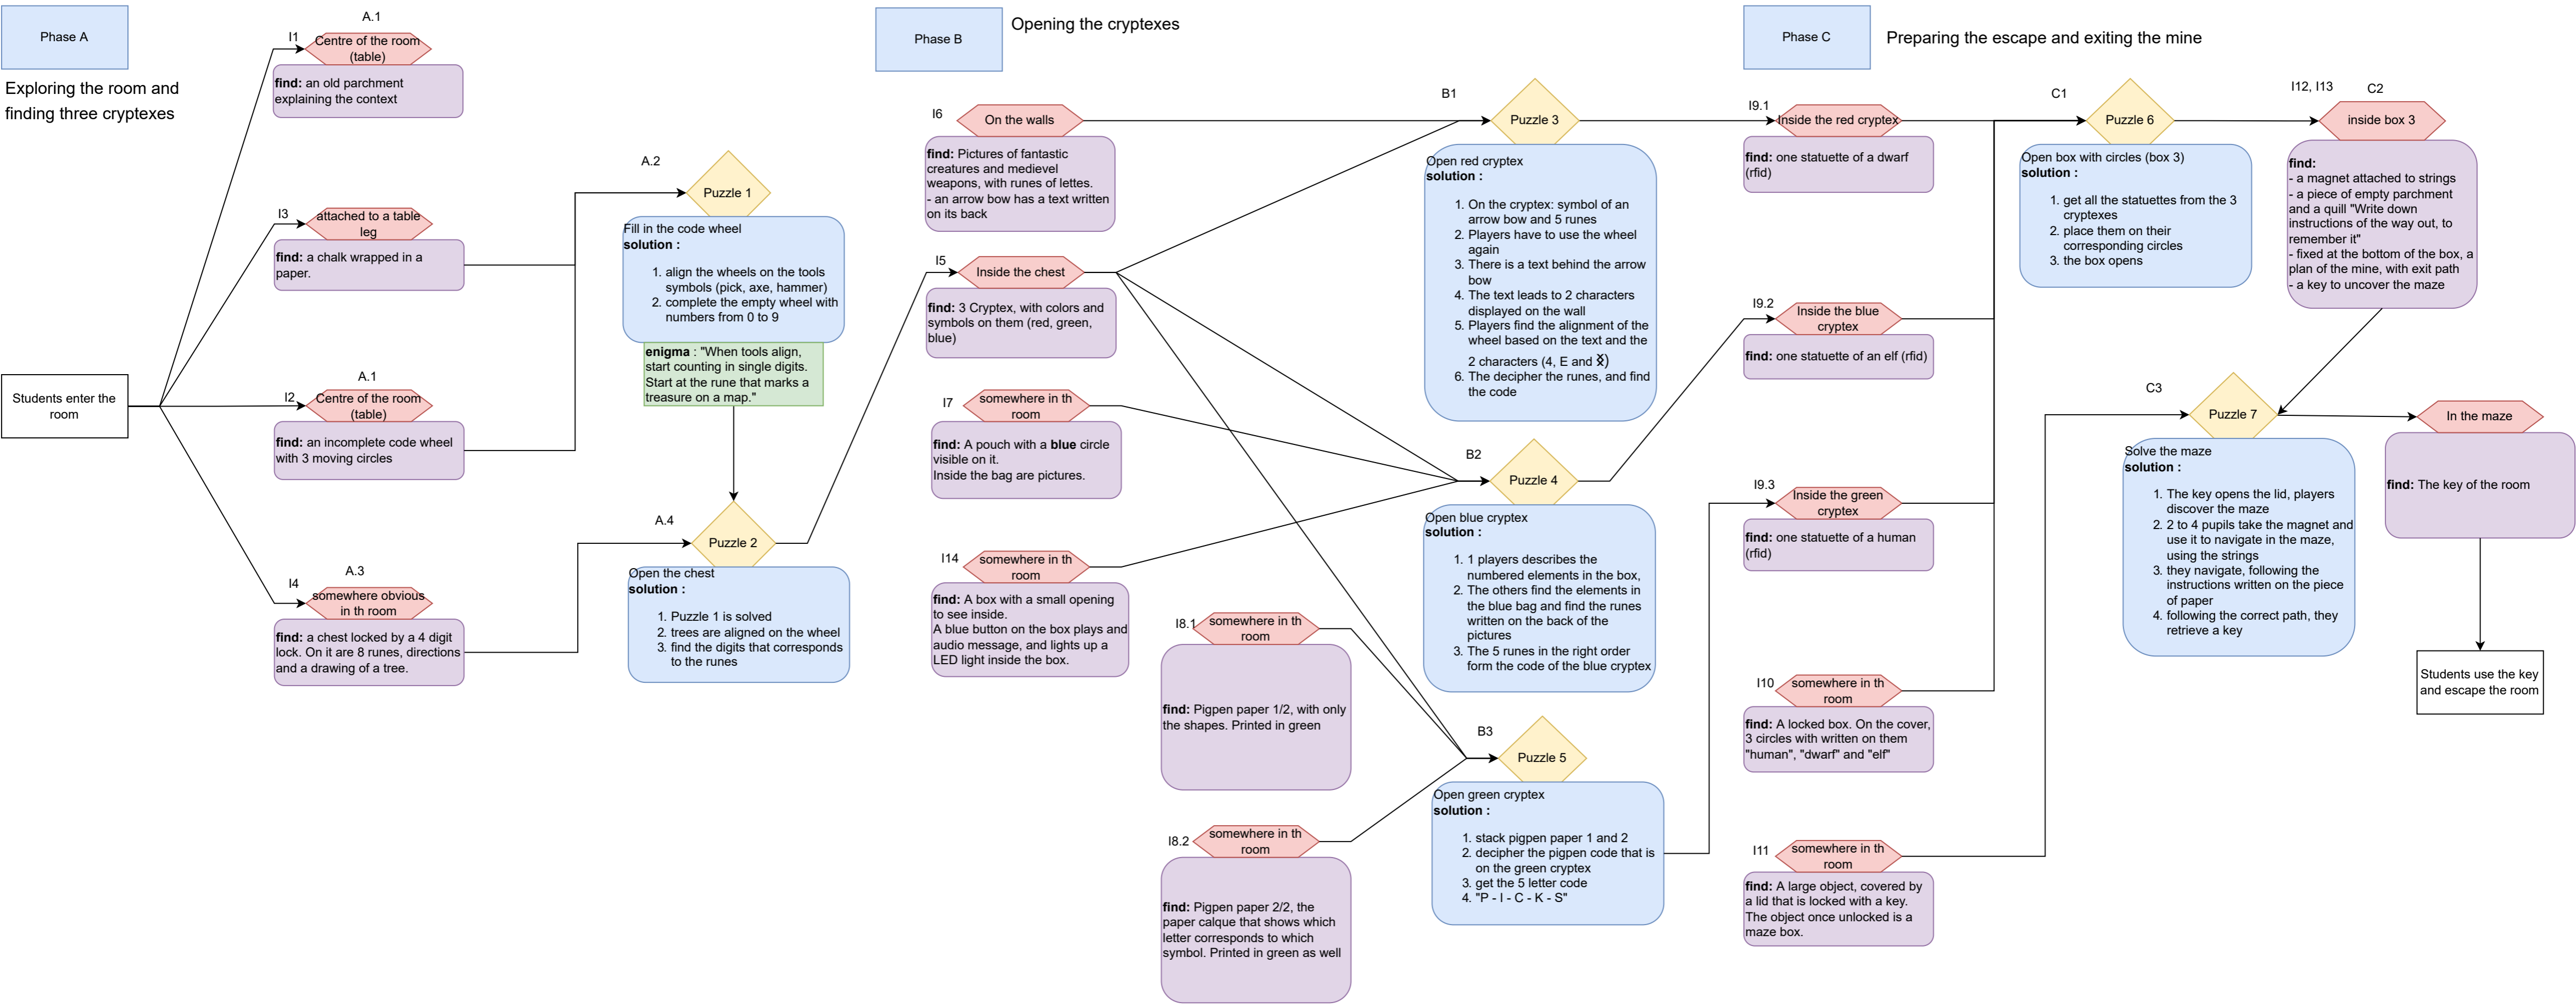 Phase A
Exploring the room and
finding three cryptexes
A.1
I1
Centre of the room
(table)
find: an old parchment
explaining the context
I3
attached to a table
leg
find: a chalk wrapped in a
paper.
Students enter the
room
A.1
I2
Centre of the room
(table)
find: an incomplete code wheel
with 3 moving circles
A.3
I4
somewhere obvious
in th room
find: a chest locked by a 4 digit
lock. On it are 8 runes, directions
and a drawing of a tree.
A.2
Puzzle 1
Fill in the code wheel
solution :
1. align the wheels on the tools
symbols (pick, axe, hammer)
2. complete the empty wheel with
numbers from 0 to 9
enigma : "When tools align,
start counting in single digits.
Start at the rune that marks a
treasure on a map."
A.4
Puzzle 2
Open the chest
solution :
1. Puzzle 1 is solved
2. trees are aligned on the wheel
3. find the digits that corresponds
to the runes
Phase B
Opening the cryptexes
I6
On the walls
find: Pictures of fantastic
creatures and medievel
weapons, with runes of lettes.
- an arrow bow has a text written
on its back
I5
Inside the chest
find: 3 Cryptex, with colors and
symbols on them (red, green,
blue)
I7
somewhere in th
room
find: A pouch with a blue circle
visible on it.
Inside the bag are pictures.
I14
somewhere in th
room
find: A box with a small opening
to see inside.
A blue button on the box plays and
audio message, and lights up a
LED light inside the box.
I8.1
somewhere in th
room
find: Pigpen paper 1/2, with only
the shapes. Printed in green
I8.2
somewhere in th
room
find: Pigpen paper 2/2, the
paper calque that shows which
letter corresponds to which
symbol. Printed in green as well
B1
Puzzle 3
Open red cryptex
solution :
1. On the cryptex: symbol of an
arrow bow and 5 runes
2. Players have to use the wheel
again
3. There is a text behind the arrow
bow
4. The text leads to 2 characters
displayed on the wall
5. Players find the alignment of the
wheel based on the text and the
2 characters (4, E and ᛤ)
6. The decipher the runes, and find
the code
B2
Puzzle 4
Open blue cryptex
solution :
1. 1 players describes the
numbered elements in the box,
2. The others find the elements in
the blue bag and find the runes
written on the back of the
pictures
3. The 5 runes in the right order
form the code of the blue cryptex
B3
Puzzle 5
Open green cryptex
solution :
1. stack pigpen paper 1 and 2
2. decipher the pigpen code that is
on the green cryptex
3. get the 5 letter code
4. "P - I - C - K - S"
Phase C
Preparing the escape and exiting the mine
I9.1
Inside the red cryptex
find: one statuette of a dwarf
(rfid)
I9.2
Inside the blue
cryptex
find: one statuette of an elf (rfid)
I9.3
Inside the green
cryptex
find: one statuette of a human
(rfid)
I10
somewhere in th
room
find: A locked box. On the cover,
3 circles with written on them
"human", "dwarf" and "elf"
I11
somewhere in th
room
find: A large object, covered by
a lid that is locked with a key.
The object once unlocked is a
maze box.
C1
Puzzle 6
Open box with circles (box 3)
solution :
1. get all the statuettes from the 3
cryptexes
2. place them on their
corresponding circles
3. the box opens
I12, I13
C2
inside box 3
find:
- a magnet attached to strings
- a piece of empty parchment
and a quill "Write down
instructions of the way out, to
remember it"
- fixed at the bottom of the box, a
plan of the mine, with exit path
- a key to uncover the maze
C3
Puzzle 7
Solve the maze
solution :
1. The key opens the lid, players
discover the maze
2. 2 to 4 pupils take the magnet and
use it to navigate in the maze,
using the strings
3. they navigate, following the
instructions written on the piece
of paper
4. following the correct path, they
retrieve a key
In the maze
find: The key of the room
Students use the key
and escape the room